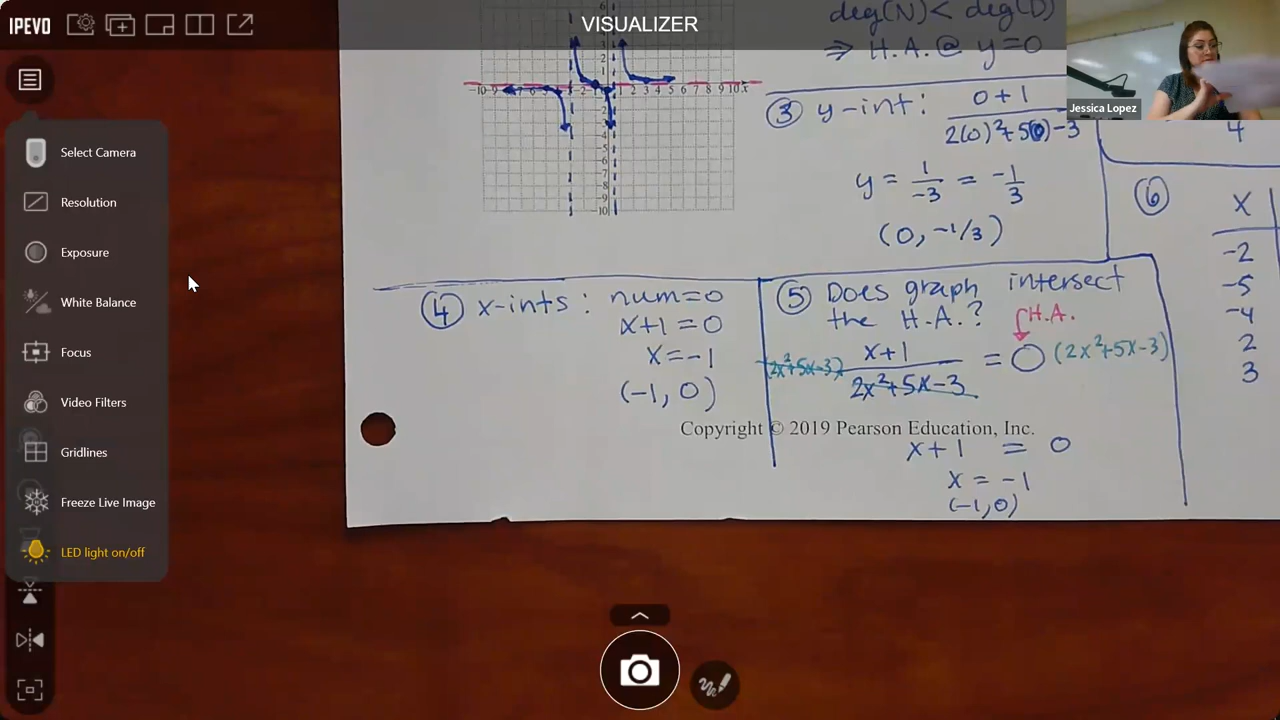 IPEVO
VISUALIZER
Jessica Lopez
Select Camera
Resolution
Exposure
White Balance
Focus
Video Filters
Gridlines
Freeze Live Image
LED light on/off
deg(N) < deg(D)
⇒ H.A. @ y=0
③ y-int: 0+1
2(0)²+5(0)-3
y = 1/-3 = -1/3
(0, -1/3)
4
④ x-ints: num=0
x+1=0
x=-1
(-1, 0)
⑤ Does graph intersect
the H.A.?
H.A.
(2x²+5x-3) x+1 = 0 (2x²+5x-3)
2x²+5x-3
Copyright © 2019 Pearson Education, Inc.
x+1 = 0
x = -1
(-1,0)
⑥
X
-2
-5
-4
2
3